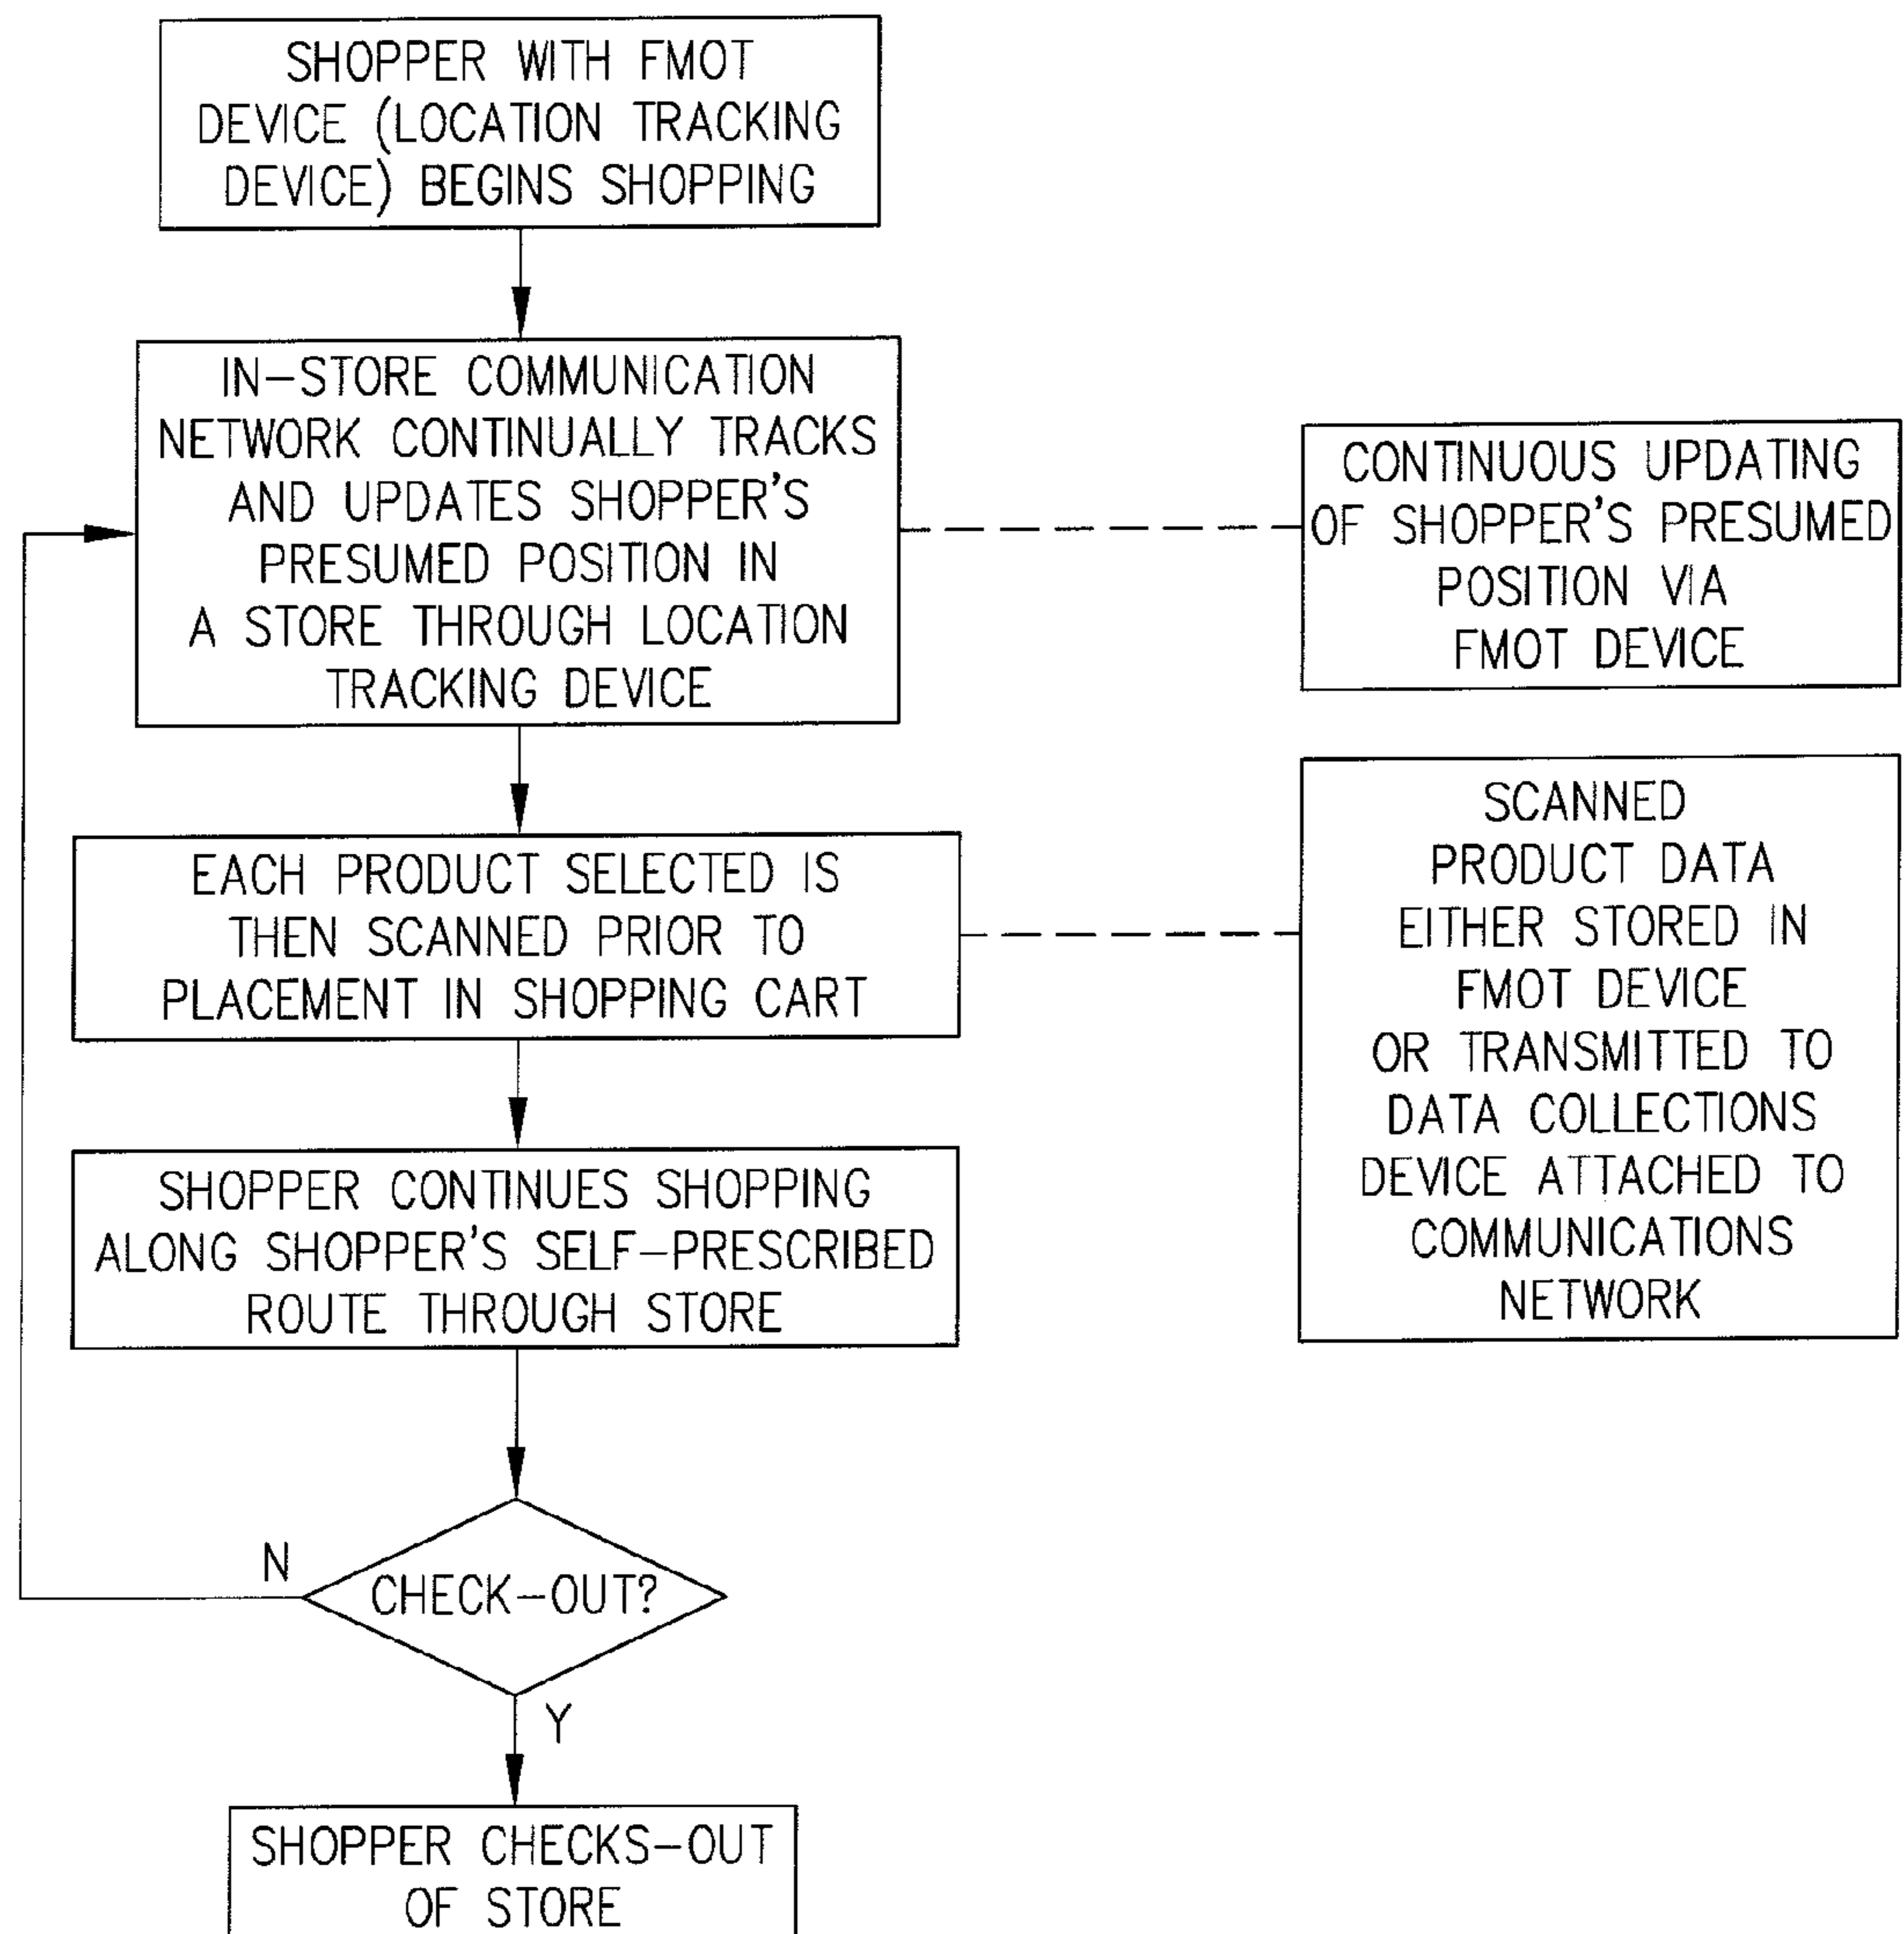 SHOPPER WITH FMOT
DEVICE (LOCATION TRACKING
DEVICE) BEGINS SHOPPING
IN-STORE COMMUNICATION
NETWORK CONTINUALLY TRACKS
AND UPDATES SHOPPER'S
PRESUMED POSITION IN
A STORE THROUGH LOCATION
TRACKING DEVICE
CONTINUOUS UPDATING
OF SHOPPER'S PRESUMED
POSITION VIA
FMOT DEVICE
EACH PRODUCT SELECTED IS
THEN SCANNED PRIOR TO
PLACEMENT IN SHOPPING CART
SCANNED
PRODUCT DATA
EITHER STORED IN
FMOT DEVICE
OR TRANSMITTED TO
DATA COLLECTIONS
DEVICE ATTACHED TO
COMMUNICATIONS
NETWORK
SHOPPER CONTINUES SHOPPING
ALONG SHOPPER'S SELF-PRESCRIBED
ROUTE THROUGH STORE
N
CHECK-OUT?
Y
SHOPPER CHECKS-OUT
OF STORE